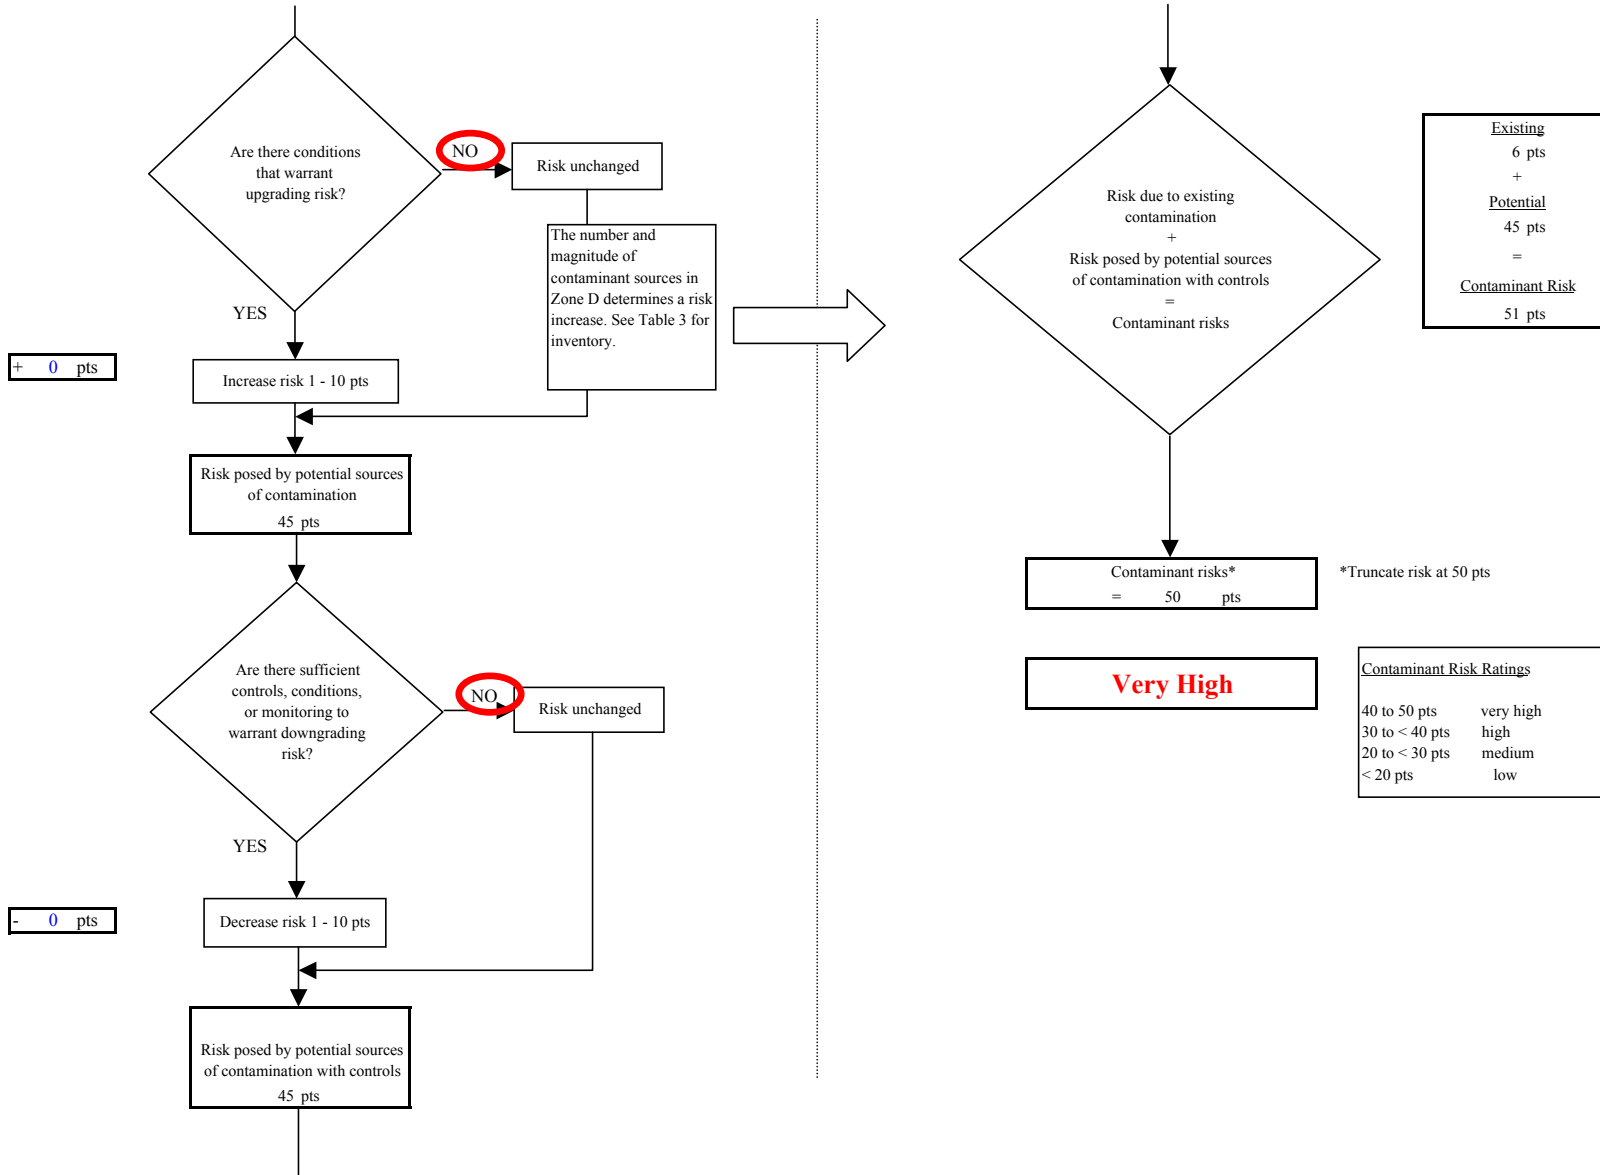 Are there conditions
that warrant
upgrading risk?
NO
Risk unchanged
The number and
magnitude of
contaminant sources in
Zone D determines a risk
increase. See Table 3 for
inventory.
YES
+ 0 pts
Increase risk 1 - 10 pts
Risk posed by potential sources
of contamination
45 pts
Are there sufficient
controls, conditions,
or monitoring to
warrant downgrading
risk?
NO
Risk unchanged
YES
- 0 pts
Decrease risk 1 - 10 pts
Risk posed by potential sources
of contamination with controls
45 pts
Risk due to existing
contamination
+
Risk posed by potential sources
of contamination with controls
=
Contaminant risks
Existing
6 pts
+
Potential
45 pts
=
Contaminant Risk
51 pts
Contaminant risks*
= 50 pts
*Truncate risk at 50 pts
Very High
Contaminant Risk Ratings
40 to 50 pts very high
30 to < 40 pts high
20 to < 30 pts medium
< 20 pts low